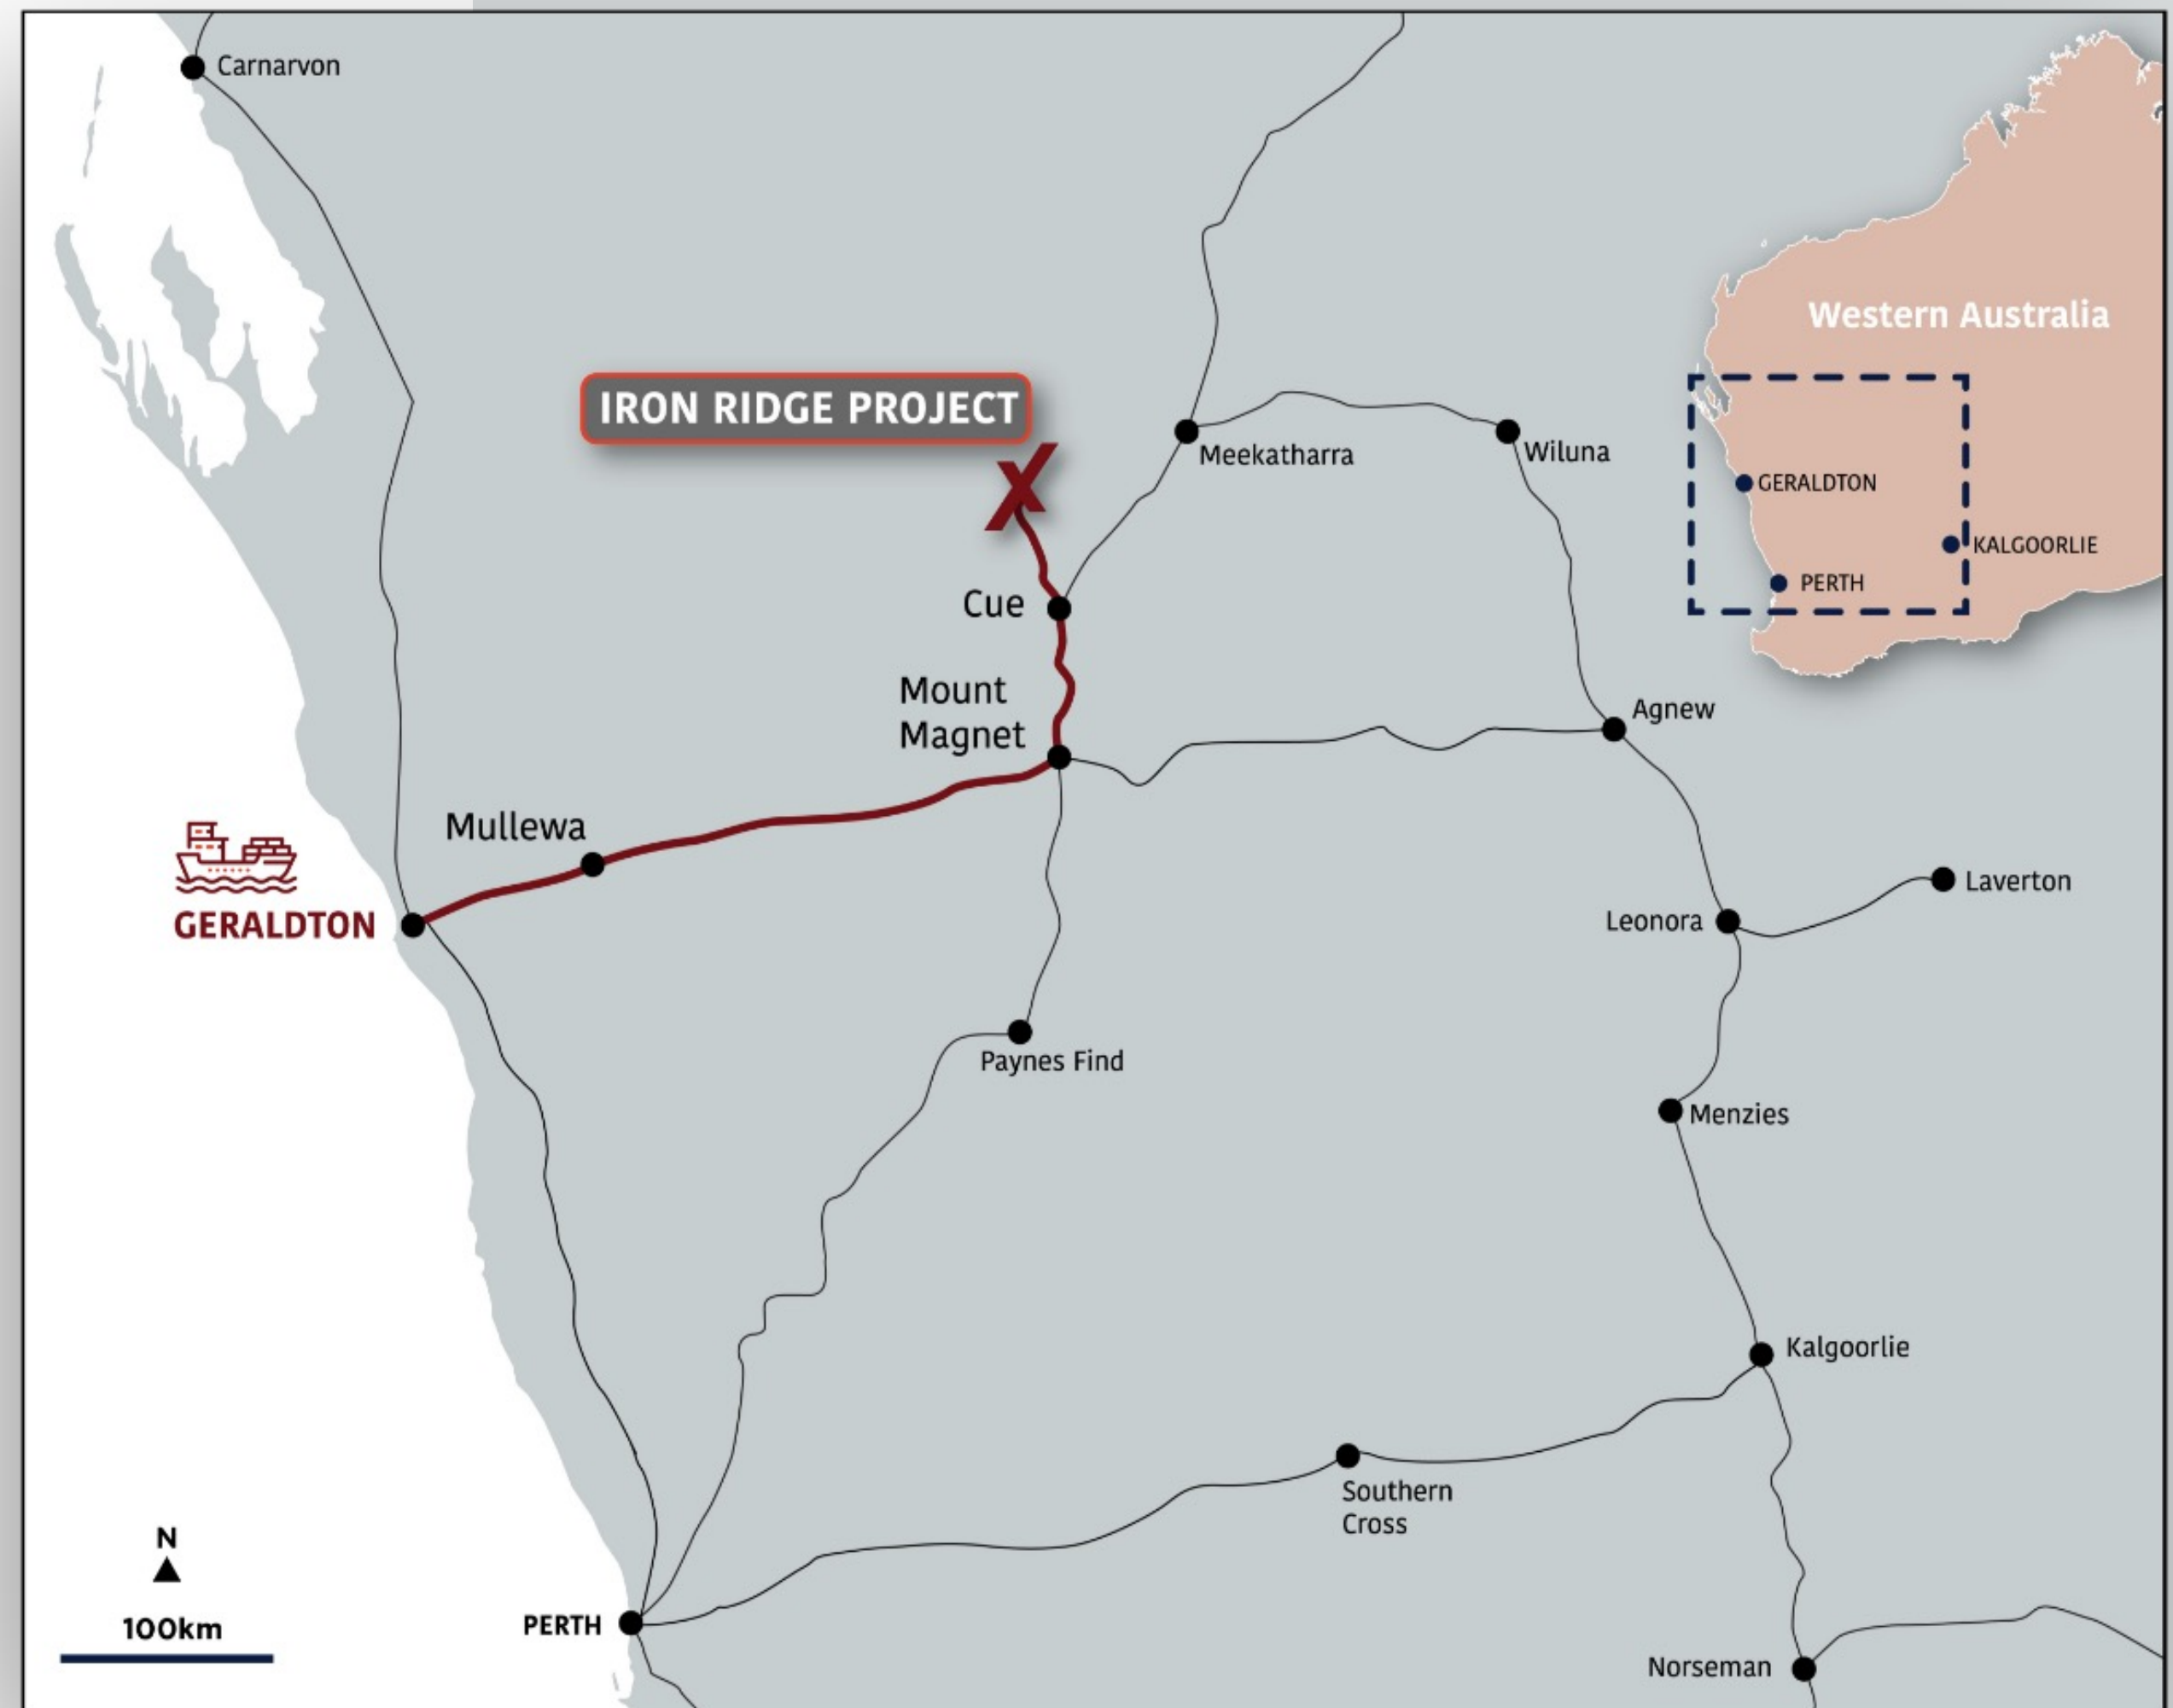 Carnarvon
Western Australia
IRON RIDGE PROJECT
Meekatharra
Wiluna
GERALDTON
KALGOORLIE
PERTH
Cue
Mount
Magnet
Agnew
Mullewa
GERALDTON
Laverton
Leonora
Paynes Find
Menzies
Kalgoorlie
Southern
Cross
N
100km
PERTH
Norseman